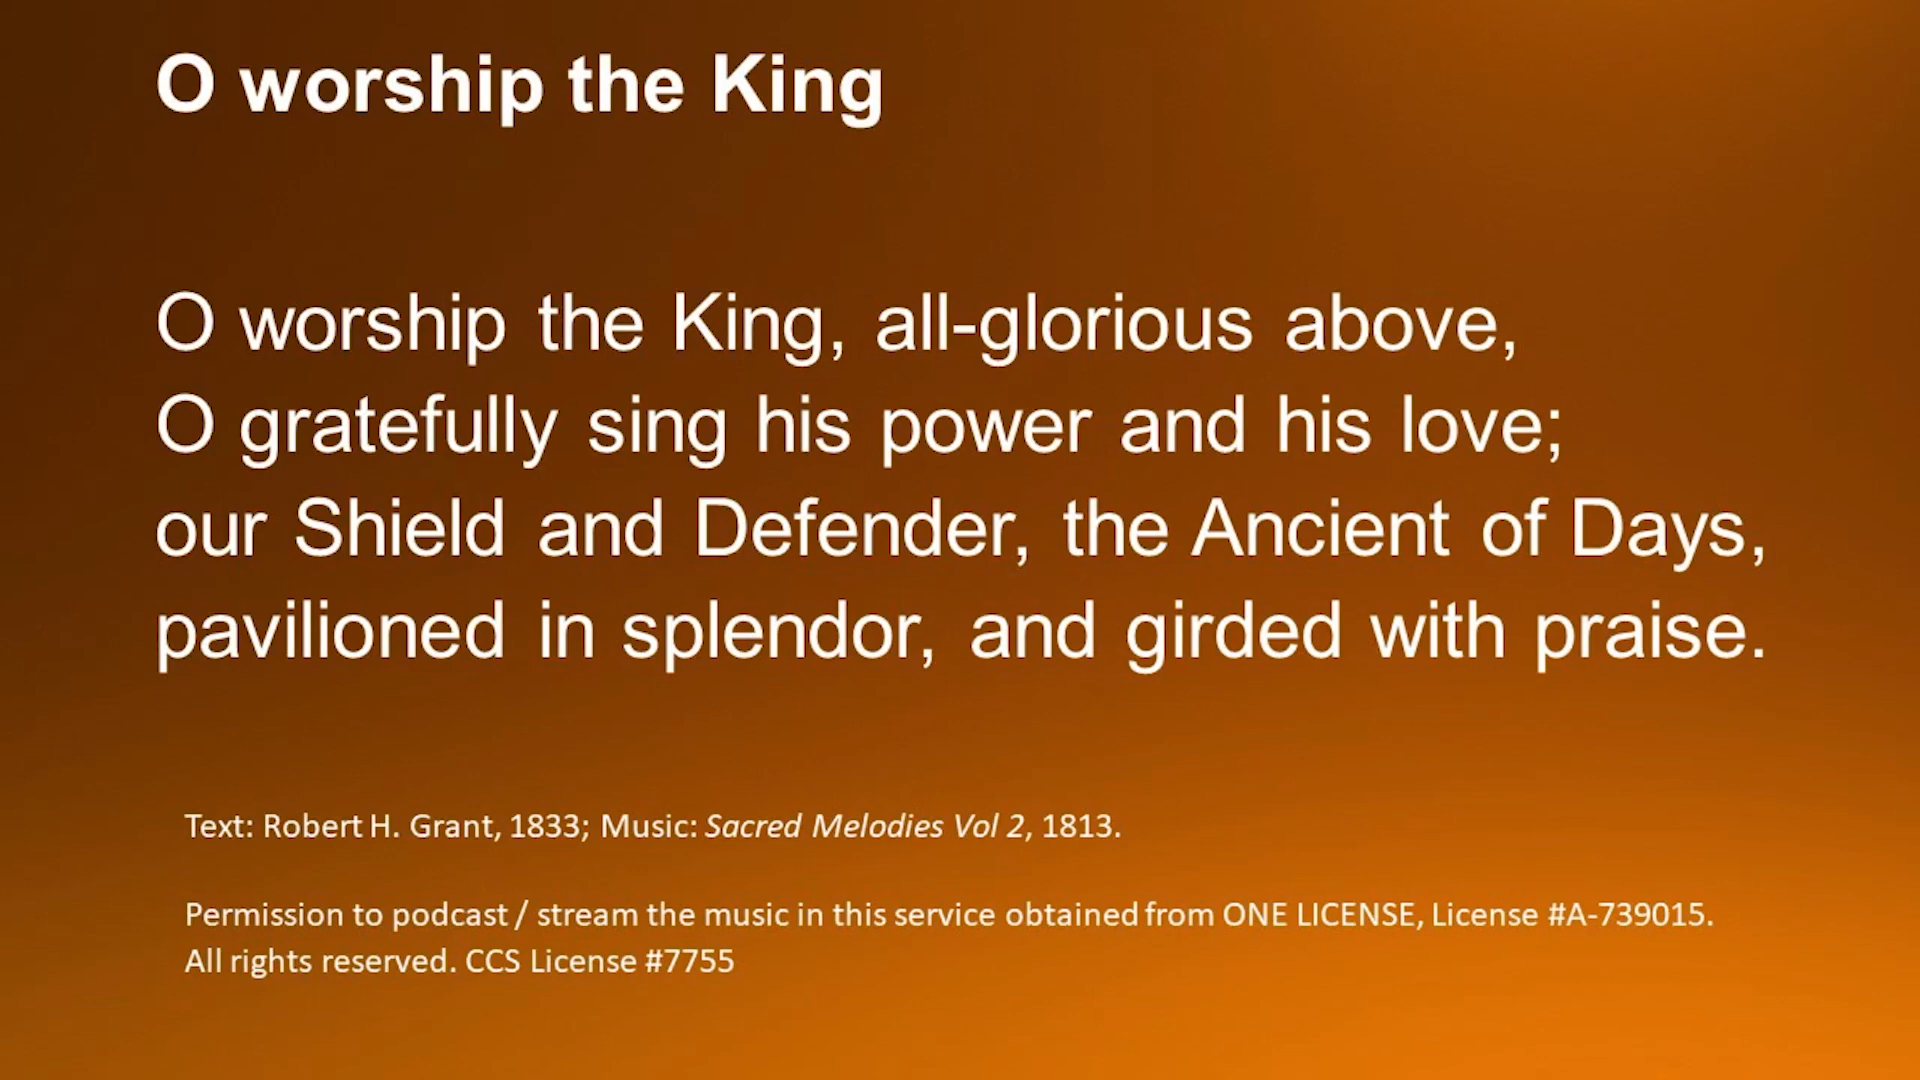 O worship the King
O worship the King, all-glorious above,
O gratefully sing his power and his love;
our Shield and Defender, the Ancient of Days,
pavilioned in splendor, and girded with praise.
Text: Robert H. Grant, 1833; Music: Sacred Melodies Vol 2, 1813.
Permission to podcast / stream the music in this service obtained from ONE LICENSE, License #A-739015.
All rights reserved. CCS License #7755